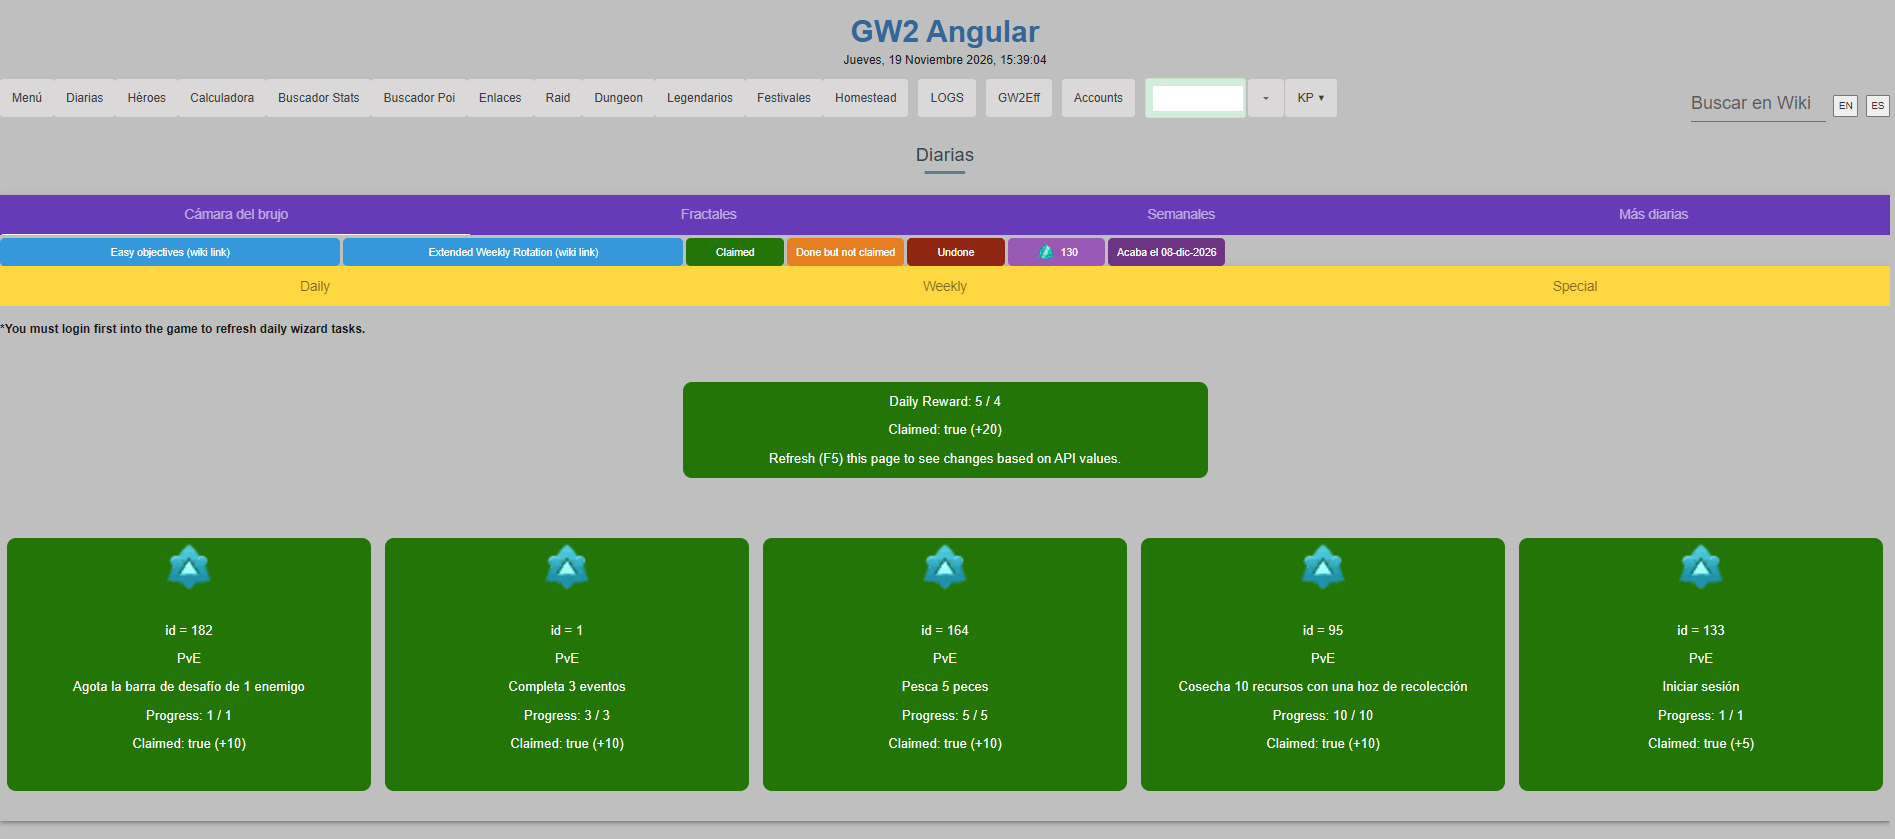 GW2 Angular
Jueves, 19 Noviembre 2026, 15:39:04
Menú Diarias Héroes Calculadora Buscador Stats Buscador Poi Enlaces Raid Dungeon Legendarios Festivales Homestead LOGS GW2Eff Accounts - KP ▾
Buscar en Wiki EN ES
Diarias
Cámara del brujo Fractales Semanales Más diarias
Easy objectives (wiki link) Extended Weekly Rotation (wiki link) Claimed Done but not claimed Undone 130 Acaba el 08-dic-2026
Daily Weekly Special
*You must login first into the game to refresh daily wizard tasks.
Daily Reward: 5 / 4
Claimed: true (+20)
Refresh (F5) this page to see changes based on API values.
id = 182
PvE
Agota la barra de desafío de 1 enemigo
Progress: 1 / 1
Claimed: true (+10)
id = 1
PvE
Completa 3 eventos
Progress: 3 / 3
Claimed: true (+10)
id = 164
PvE
Pesca 5 peces
Progress: 5 / 5
Claimed: true (+10)
id = 95
PvE
Cosecha 10 recursos con una hoz de recolección
Progress: 10 / 10
Claimed: true (+10)
id = 133
PvE
Iniciar sesión
Progress: 1 / 1
Claimed: true (+5)